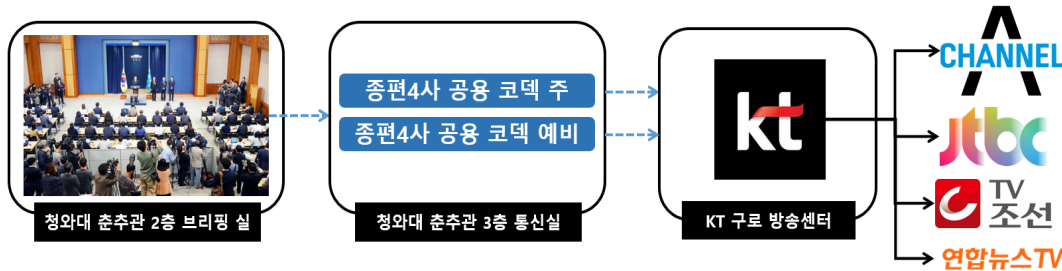 종편4사 공용 코덱 주
종편4사 공용 코덱 예비
kt
CHANNEL A
jtbc
TV
조선
연합뉴스TV
청와대 춘추관 2층 브리핑 실
청와대 춘추관 3층 통신실
KT 구로 방송센터